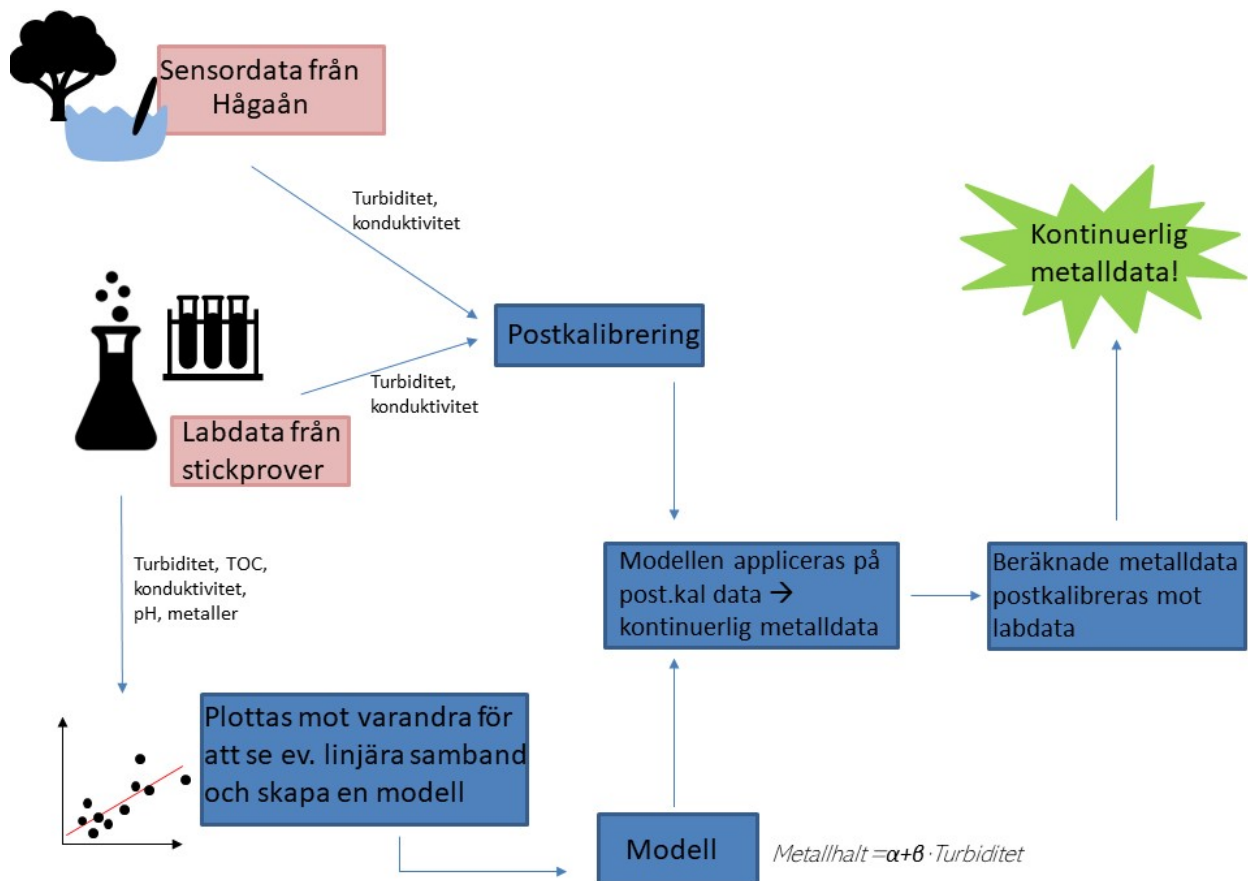 Sensordata från
Hågaån
Turbiditet,
konduktivitet
Kontinuerlig
metalldata!
Postkalibrering
Turbiditet,
konduktivitet
Labdata från
stickprover
Turbiditet, TOC,
konduktivitet,
pH, metaller
Modellen appliceras på
post.kal data →
kontinuerlig metalldata
Beräknade metalldata
postkalibreras mot
labdata
Plottas mot varandra för
att se ev. linjära samband
och skapa en modell
Modell
Metallhalt =α+β · Turbiditet